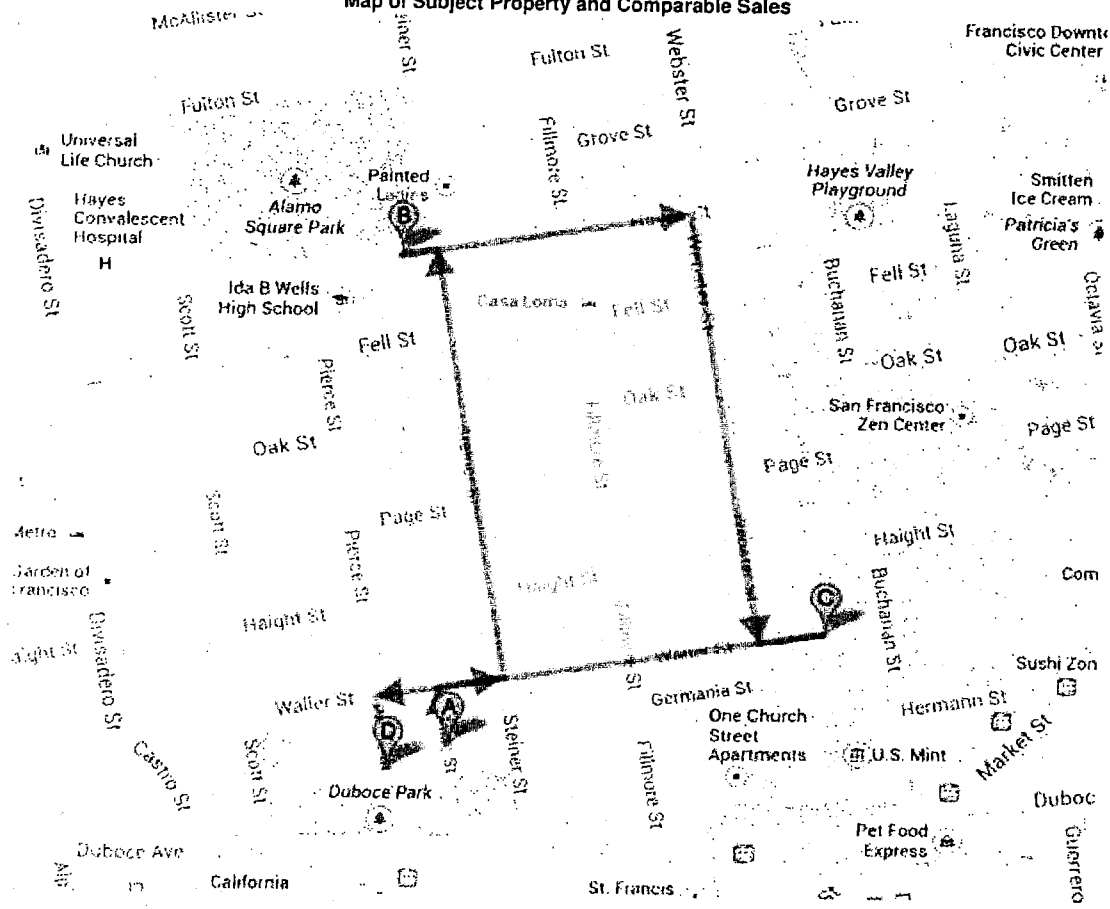 Map of Subject Property and Comparable Sales
McAllister St
Fulton St
Webster St
Francisco Downt
Civic Center
Fulton St
Grove St
Grove St
Fillmore St
Universal
Life Church
Painted
Ladies
Alamo
Square Park
Hayes Valley
Playground
Smitten
Ice Cream
Patricia's
Green
Hayes
Convalescent
Hospital
H
B
Divisadero St
Laguna St
Buchanan St
Fell St
Ida B Wells
High School
Casa Loma
Fell St
Scott St
Fell St
Pierce St
Oak St
Oak St
Oak St
Oak St
San Francisco
Zen Center
Page St
Page St
Page St
Scott St
Pierce St
Haight St
Haight St
Haight St
C
Buchanan St
Com
Divisadero St
Waller St
Germania St
Hermann St
Sushi Zon
A
D
Steiner St
One Church
Street
Apartments
U.S. Mint
Market St
Castro St
Scott St
Duboce Park
Fillmore St
Duboc
Pet Food
Express
Guerrero
Duboce Ave
California
St. Francis